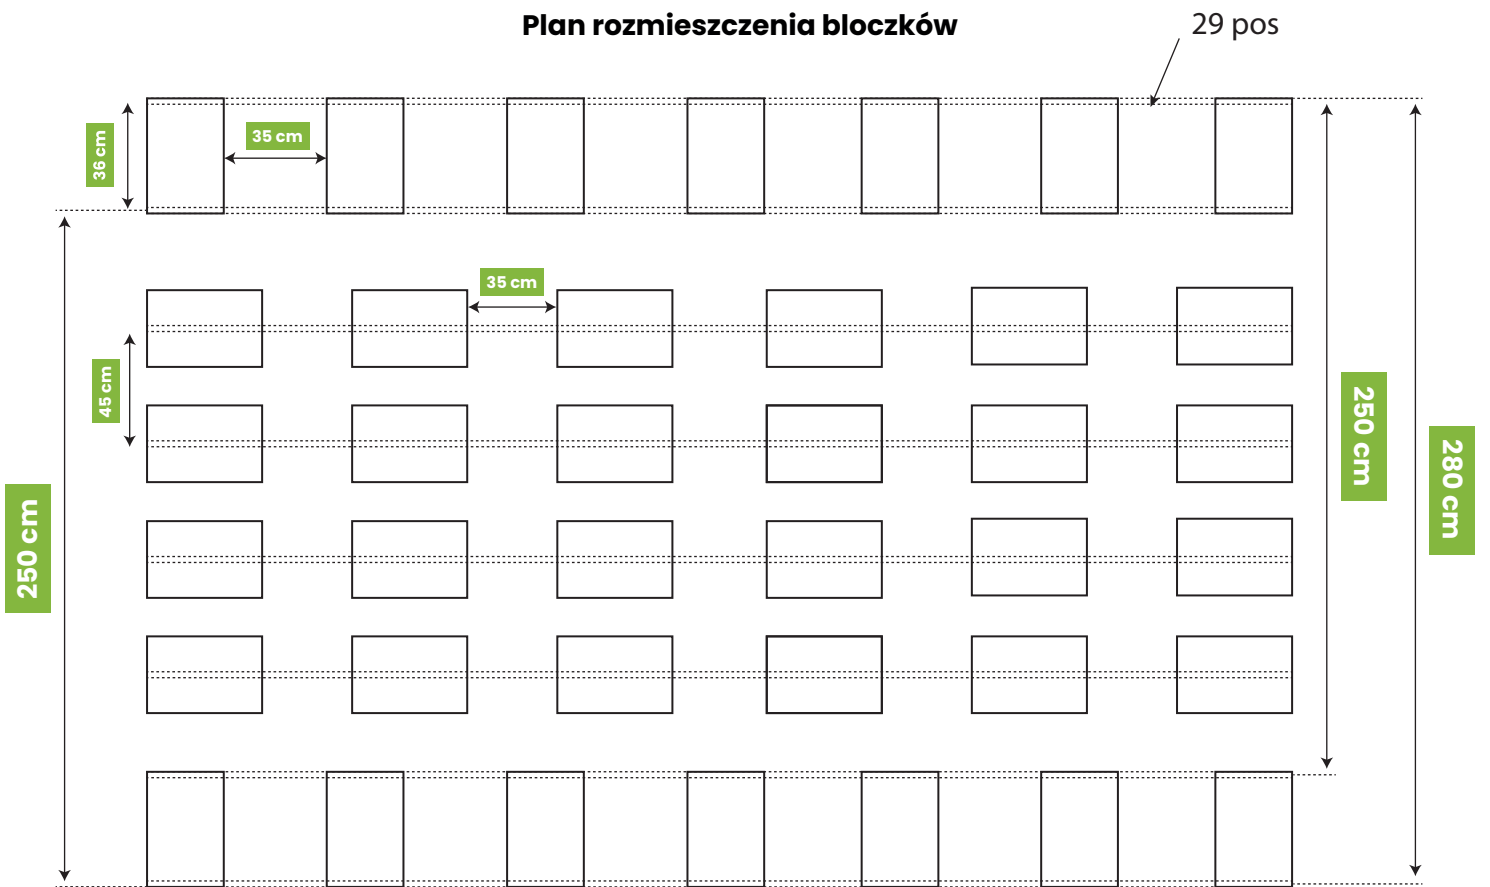 Plan rozmieszczenia bloczków
29 pos
36 cm
35 cm
35 cm
45 cm
250 cm
250 cm
280 cm